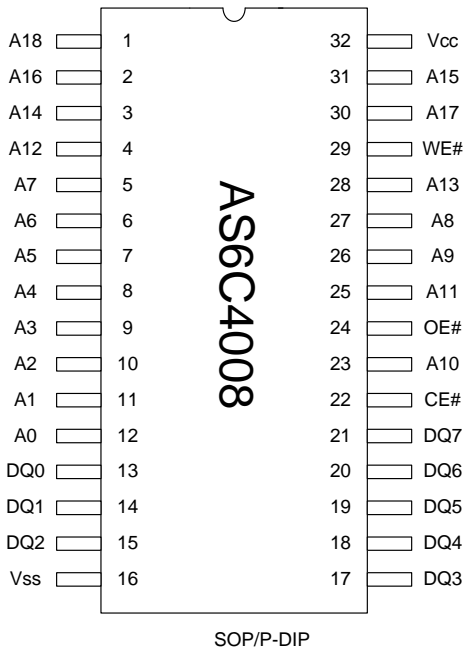 A18 1 32 Vcc
A16 2 31 A15
A14 3 30 A17
A12 4 29 WE#
A7 5 28 A13
A6 6 27 A8
A5 7 26 A9
A4 8 25 A11
A3 9 24 OE#
A2 10 23 A10
A1 11 22 CE#
A0 12 21 DQ7
DQ0 13 20 DQ6
DQ1 14 19 DQ5
DQ2 15 18 DQ4
Vss 16 17 DQ3
AS6C4008
SOP/P-DIP